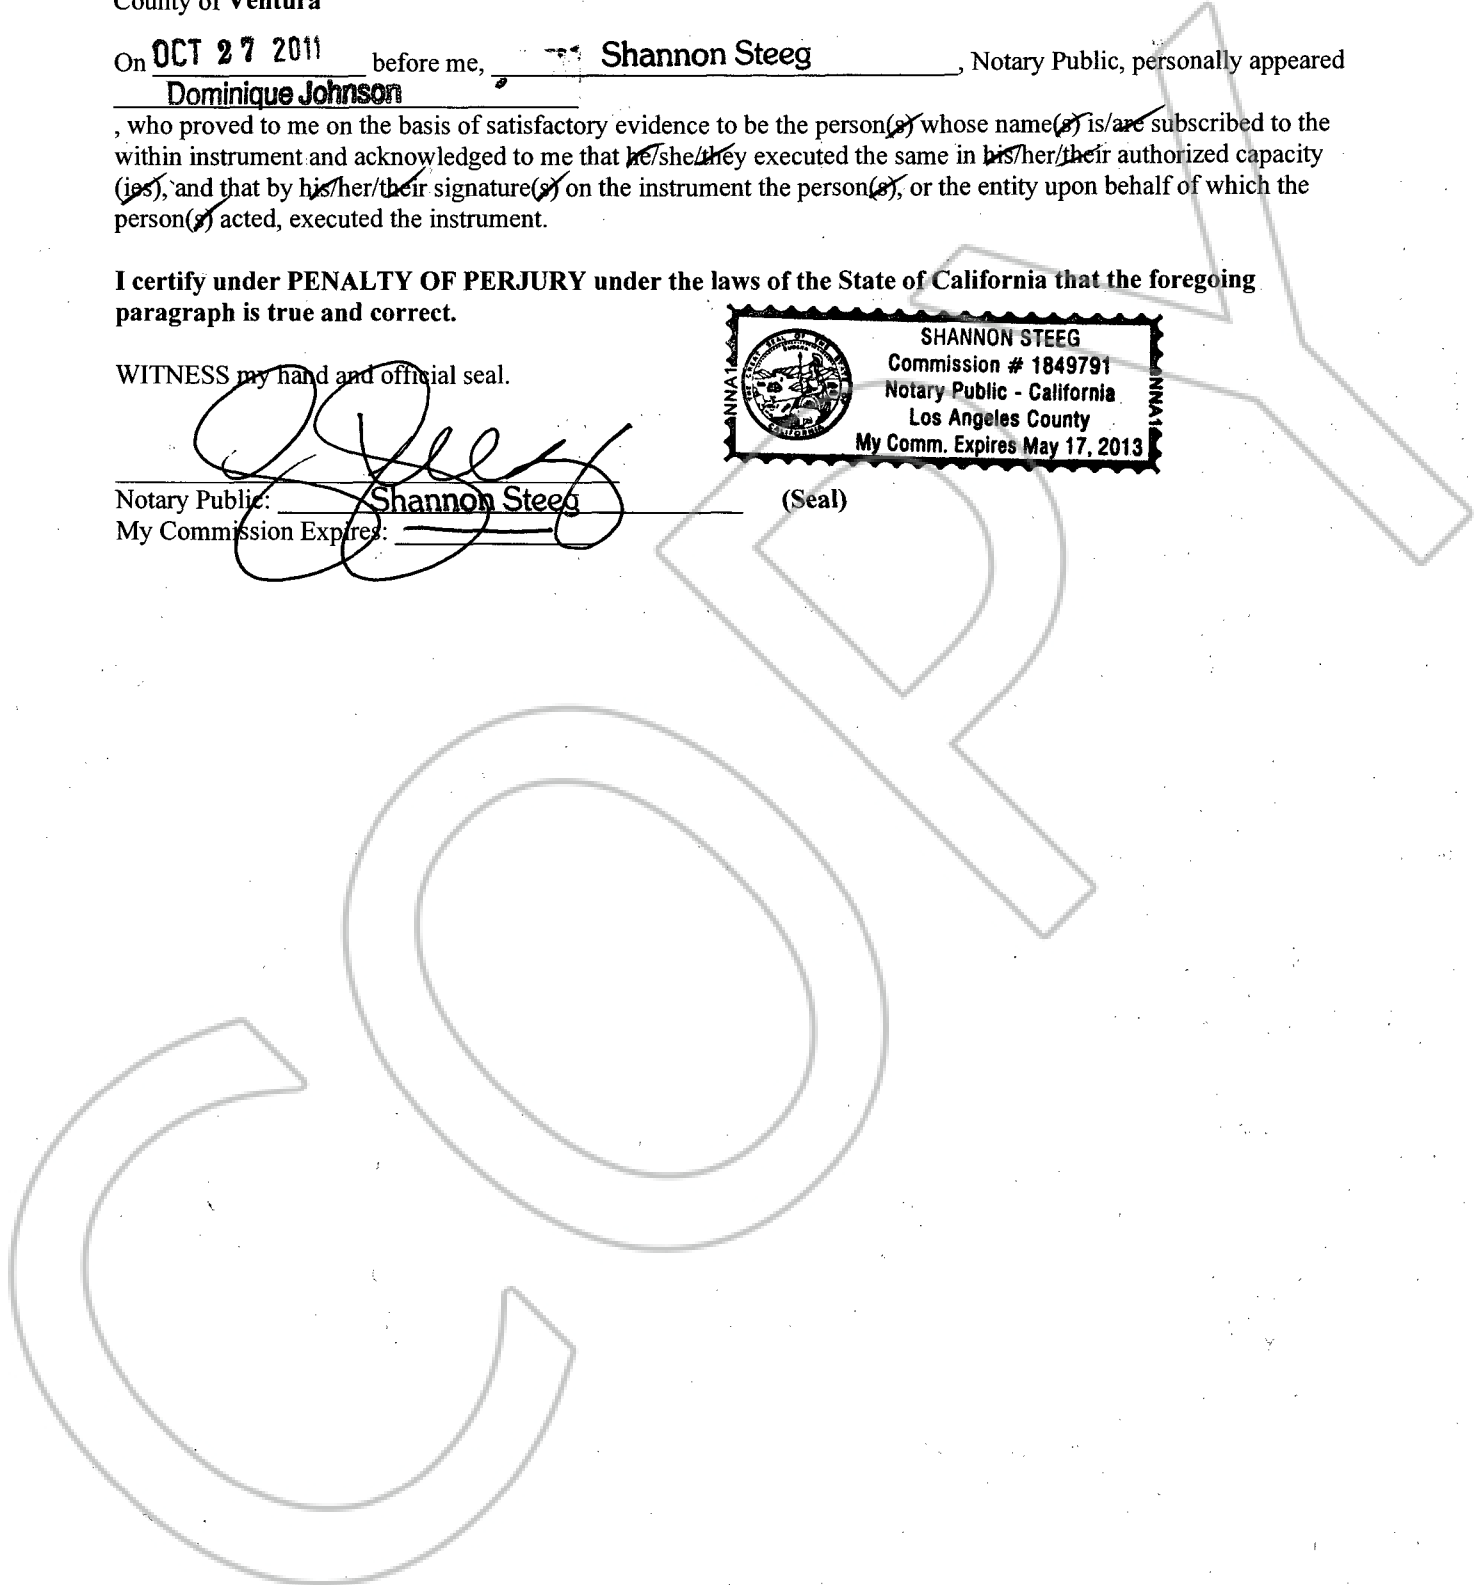 County of Ventura
On OCT 27 2011 before me, Shannon Steeg, Notary Public, personally appeared
Dominique Johnson
, who proved to me on the basis of satisfactory evidence to be the person(s) whose name(s) is/are subscribed to the
within instrument and acknowledged to me that he/she/they executed the same in his/her/their authorized capacity
(ies), and that by his/her/their signature(s) on the instrument the person(s), or the entity upon behalf of which the
person(s) acted, executed the instrument.
I certify under PENALTY OF PERJURY under the laws of the State of California that the foregoing
paragraph is true and correct.
WITNESS my hand and official seal.
SHANNON STEEG
Commission # 1849791
Notary Public - California
Los Angeles County
My Comm. Expires May 17, 2013
NNA1
NNA1
S Steeg
Notary Public: Shannon Steeg (Seal)
My Commission Expires:
COPY